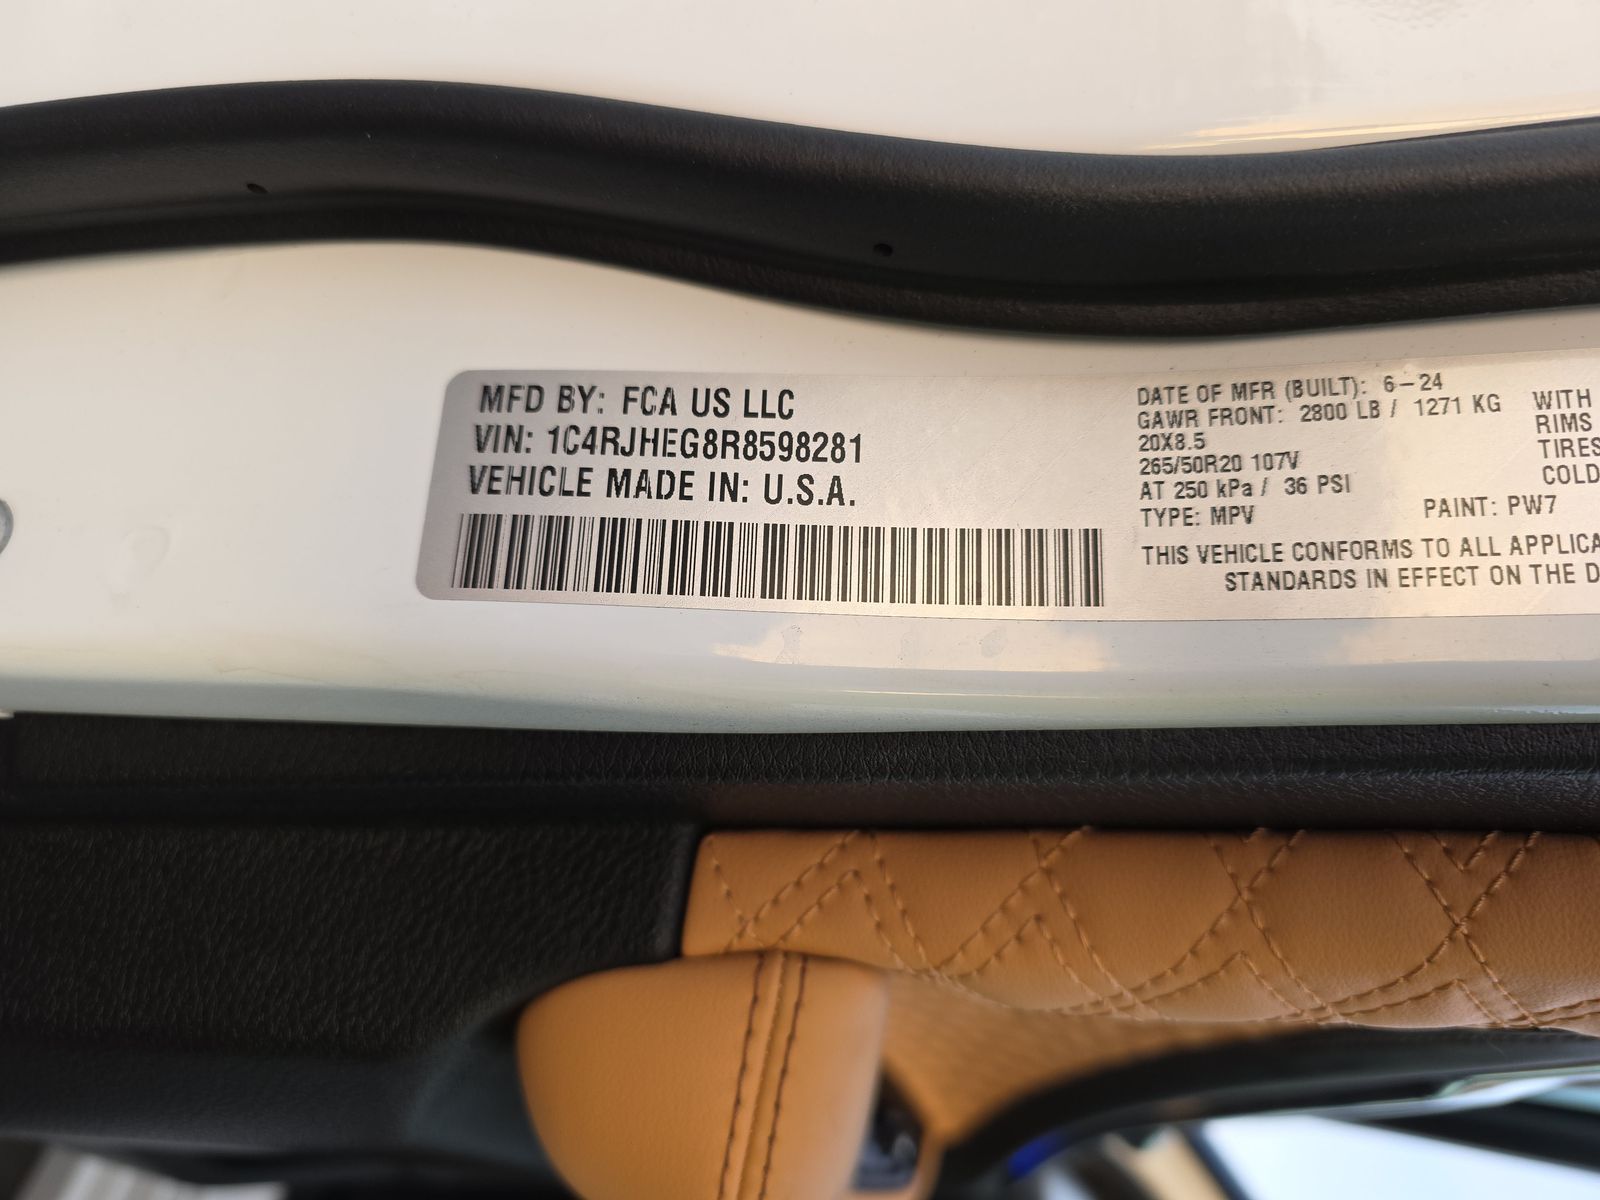 MFD BY: FCA US LLC
VIN: 1C4RJHEG8R8598281
VEHICLE MADE IN: U.S.A.
DATE OF MFR (BUILT): 6-24
GAWR FRONT: 2800 LB / 1271 KG WITH
20X8.5 RIMS
265/50R20 107V TIRES
AT 250 kPa / 36 PSI COLD
TYPE: MPV PAINT: PW7
THIS VEHICLE CONFORMS TO ALL APPLICA
STANDARDS IN EFFECT ON THE D